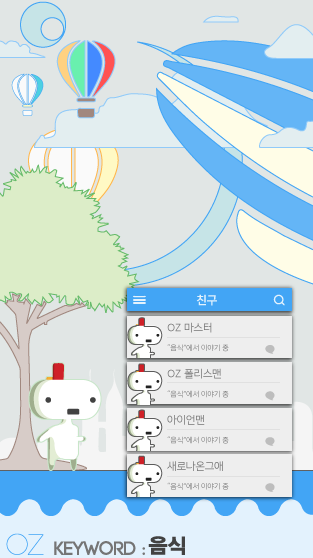 친구
OZ 마스터
"음식"에서 이야기 중
OZ 폴리스맨
"음식"에서 이야기 중
아이언맨
"음식"에서 이야기 중
새로나온그애
"음식"에서 이야기 중
OZ KEYWORD : 음식